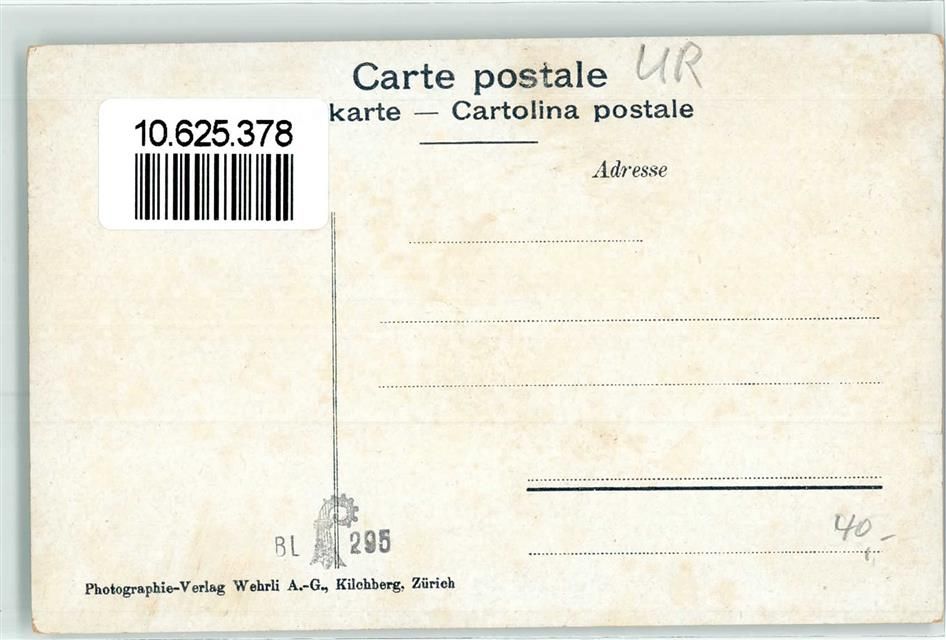 Carte postale UR
karte — Cartolina postale
10.625.378
Adresse
40.-
BL 295
Photographie-Verlag Wehrli A.-G., Kilchberg, Zürich